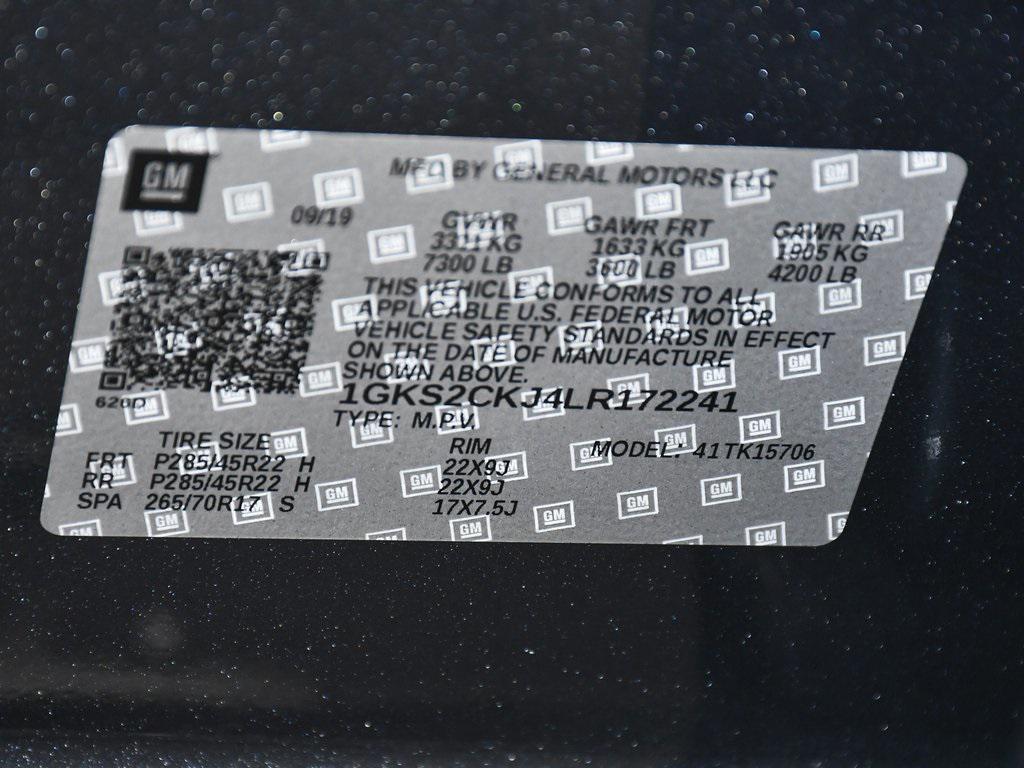 GM
MFD BY GENERAL MOTORS LLC
09/19
GVWR GAWR FRT GAWR RR
3311 KG 1633 KG 1905 KG
7300 LB 3600 LB 4200 LB
THIS VEHICLE CONFORMS TO ALL
APPLICABLE U.S. FEDERAL MOTOR
VEHICLE SAFETY STANDARDS IN EFFECT
ON THE DATE OF MANUFACTURE
SHOWN ABOVE.
1GKS2CKJ4LR172241
620D
TYPE: M.P.V.
TIRE SIZE RIM MODEL: 41TK15706
FRT P285/45R22 H 22X9J
RR P285/45R22 H 22X9J
SPA 265/70R17 S 17X7.5J